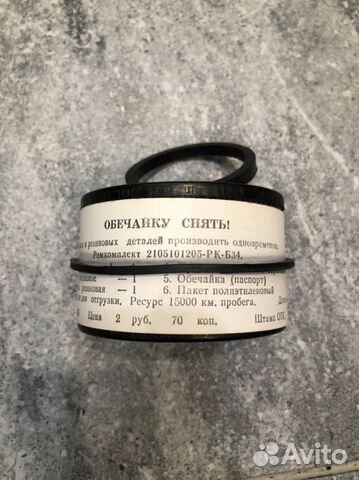 ОБЕЧАЙКУ СНЯТЬ!
и резиновых деталей производить одновременно.
Ремкомплект 2105101205-РК-Б34.
— 1 5. Обечайка (паспорт)
резиновая — 1 6. Пакет полиэтиленовый
дня отгрузки. Ресурс 15000 км. пробега.
Цена 2 руб. 70 коп. Штамп ОТК
Avito